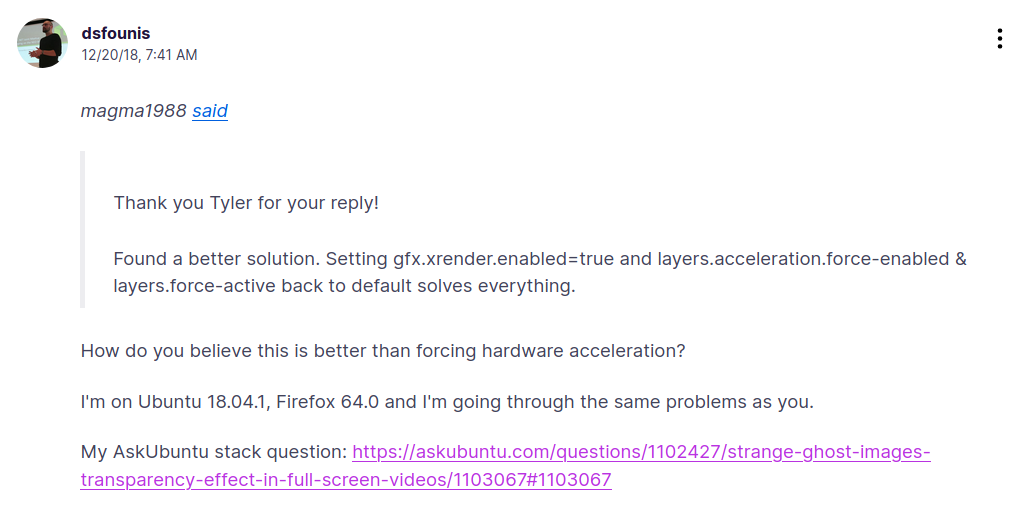 dsfounis
12/20/18, 7:41 AM
magma1988 said
Thank you Tyler for your reply!
Found a better solution. Setting gfx.xrender.enabled=true and layers.acceleration.force-enabled &
layers.force-active back to default solves everything.
How do you believe this is better than forcing hardware acceleration?
I'm on Ubuntu 18.04.1, Firefox 64.0 and I'm going through the same problems as you.
My AskUbuntu stack question: https://askubuntu.com/questions/1102427/strange-ghost-images-
transparency-effect-in-full-screen-videos/1103067#1103067